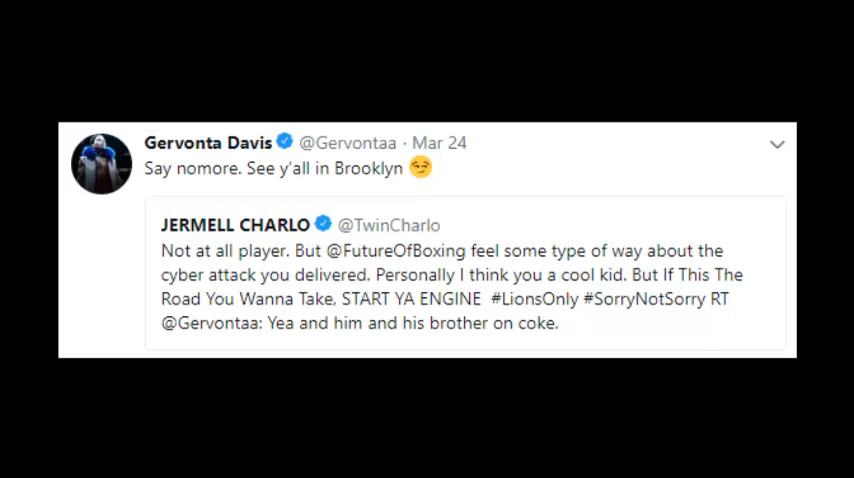 Gervonta Davis @Gervontaa · Mar 24
Say nomore. See y'all in Brooklyn 😏
JERMELL CHARLO @TwinCharlo
Not at all player. But @FutureOfBoxing feel some type of way about the
cyber attack you delivered. Personally I think you a cool kid. But If This The
Road You Wanna Take, START YA ENGINE #LionsOnly #SorryNotSorry RT
@Gervontaa: Yea and him and his brother on coke.